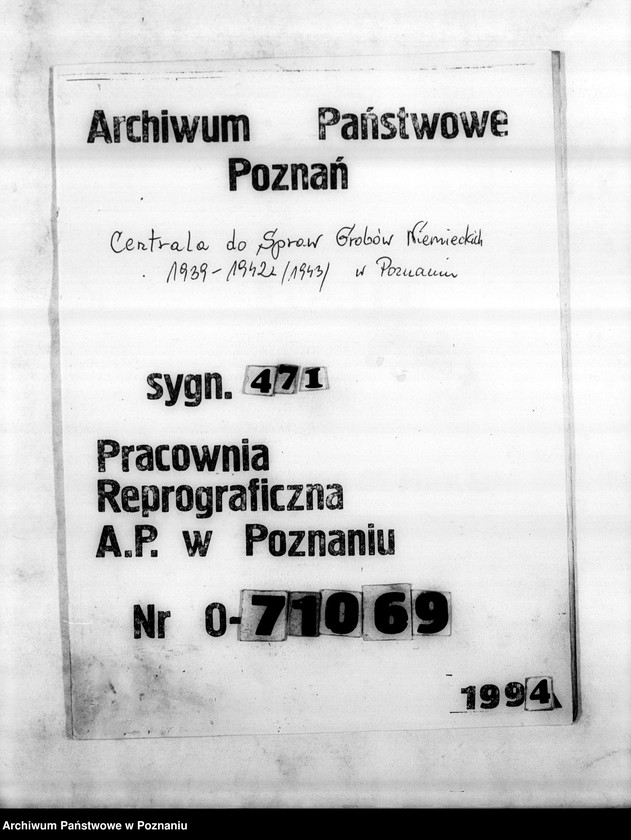 Archiwum Państwowe
Poznań
Centrala do Spraw Grobów Niemieckich
1939-1942 /1943/ w Poznaniu
sygn. 471
Pracownia
Reprograficzna
A.P. w Poznaniu
Nr 0-71069
1994
Archiwum Państwowe w Poznaniu